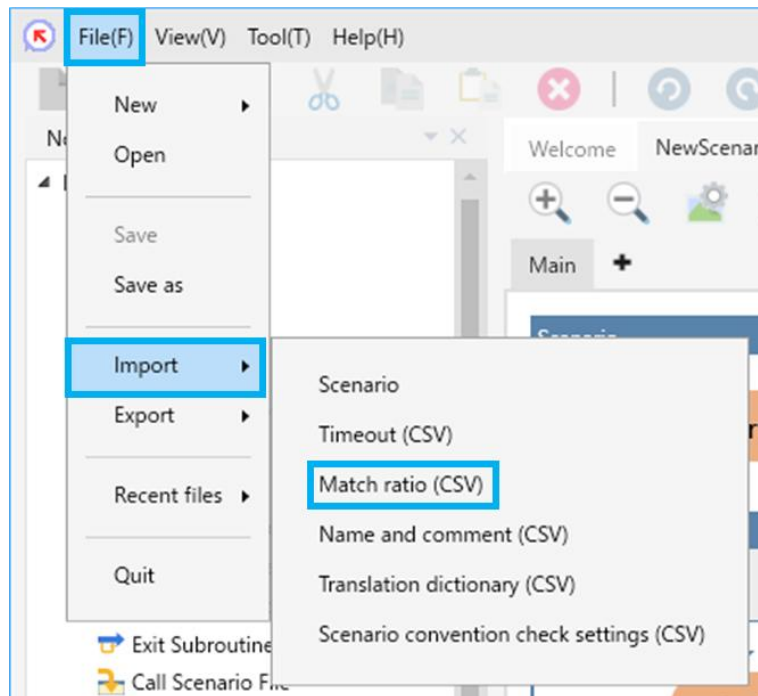 File(F) View(V) Tool(T) Help(H)
New
Open
Welcome
Save
Main
Save as
Import
Scenario
Export
Timeout (CSV)
Match ratio (CSV)
Recent files
Name and comment (CSV)
Quit
Translation dictionary (CSV)
Scenario convention check settings (CSV)
Exit Subroutine
Call Scenario